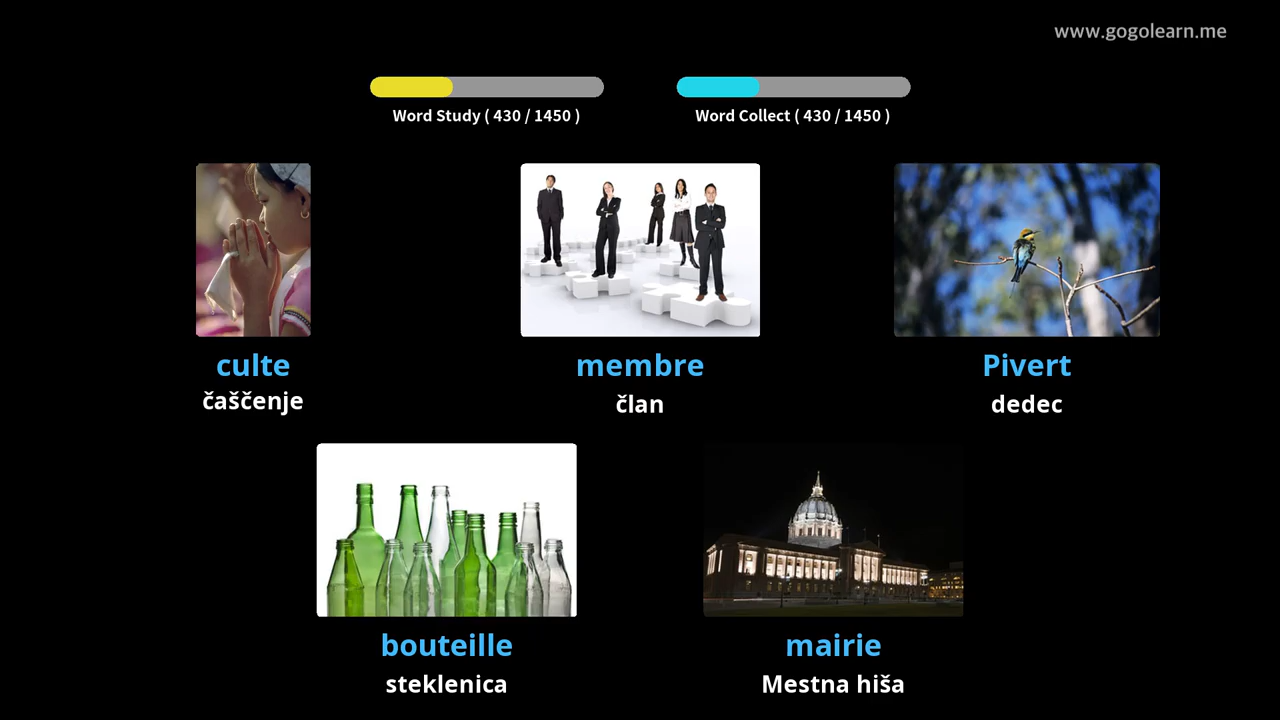 www.gogolearn.me
Word Study ( 430 / 1450 )
Word Collect ( 430 / 1450 )
culte
čaščenje
membre
član
Pivert
dedec
bouteille
steklenica
mairie
Mestna hiša